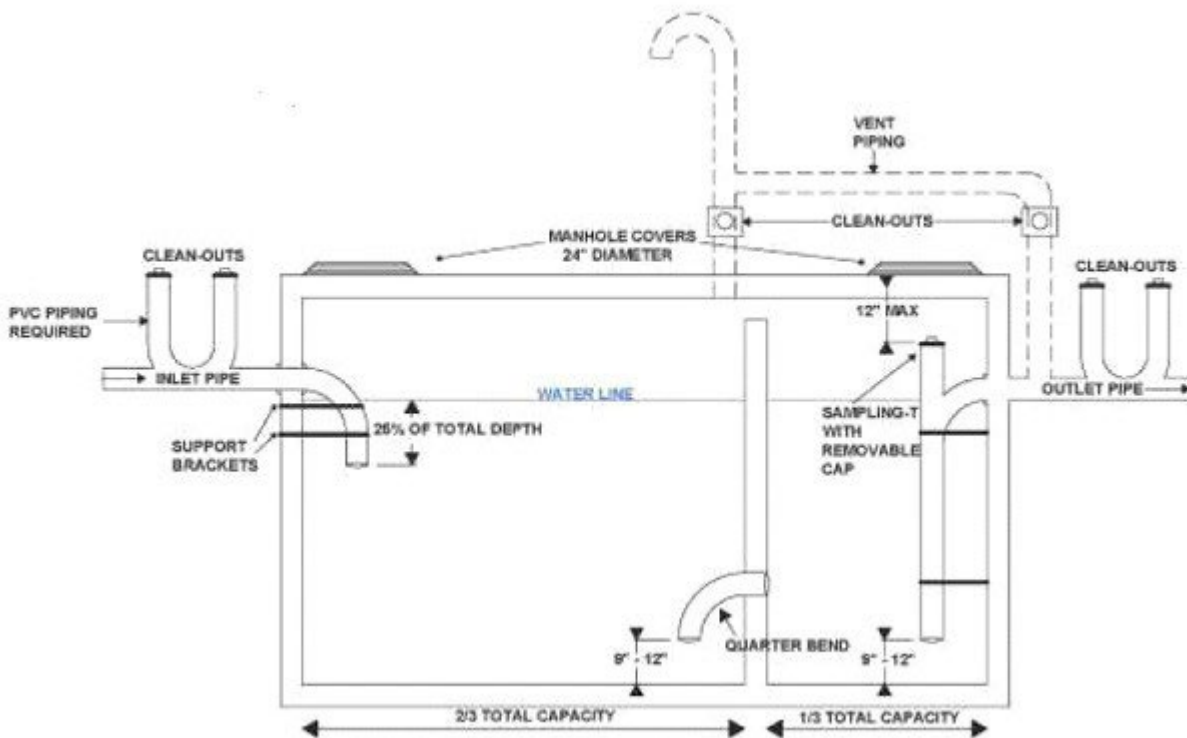 VENT
PIPING
CLEAN-OUTS
MANHOLE COVERS
24" DIAMETER
CLEAN-OUTS
CLEAN-OUTS
PVC PIPING
REQUIRED
12" MAX
INLET PIPE
OUTLET PIPE
WATER LINE
25% OF TOTAL DEPTH
SAMPLING-T
WITH
REMOVABLE
CAP
SUPPORT
BRACKETS
QUARTER BEND
9" - 12"
9" - 12"
2/3 TOTAL CAPACITY
1/3 TOTAL CAPACITY